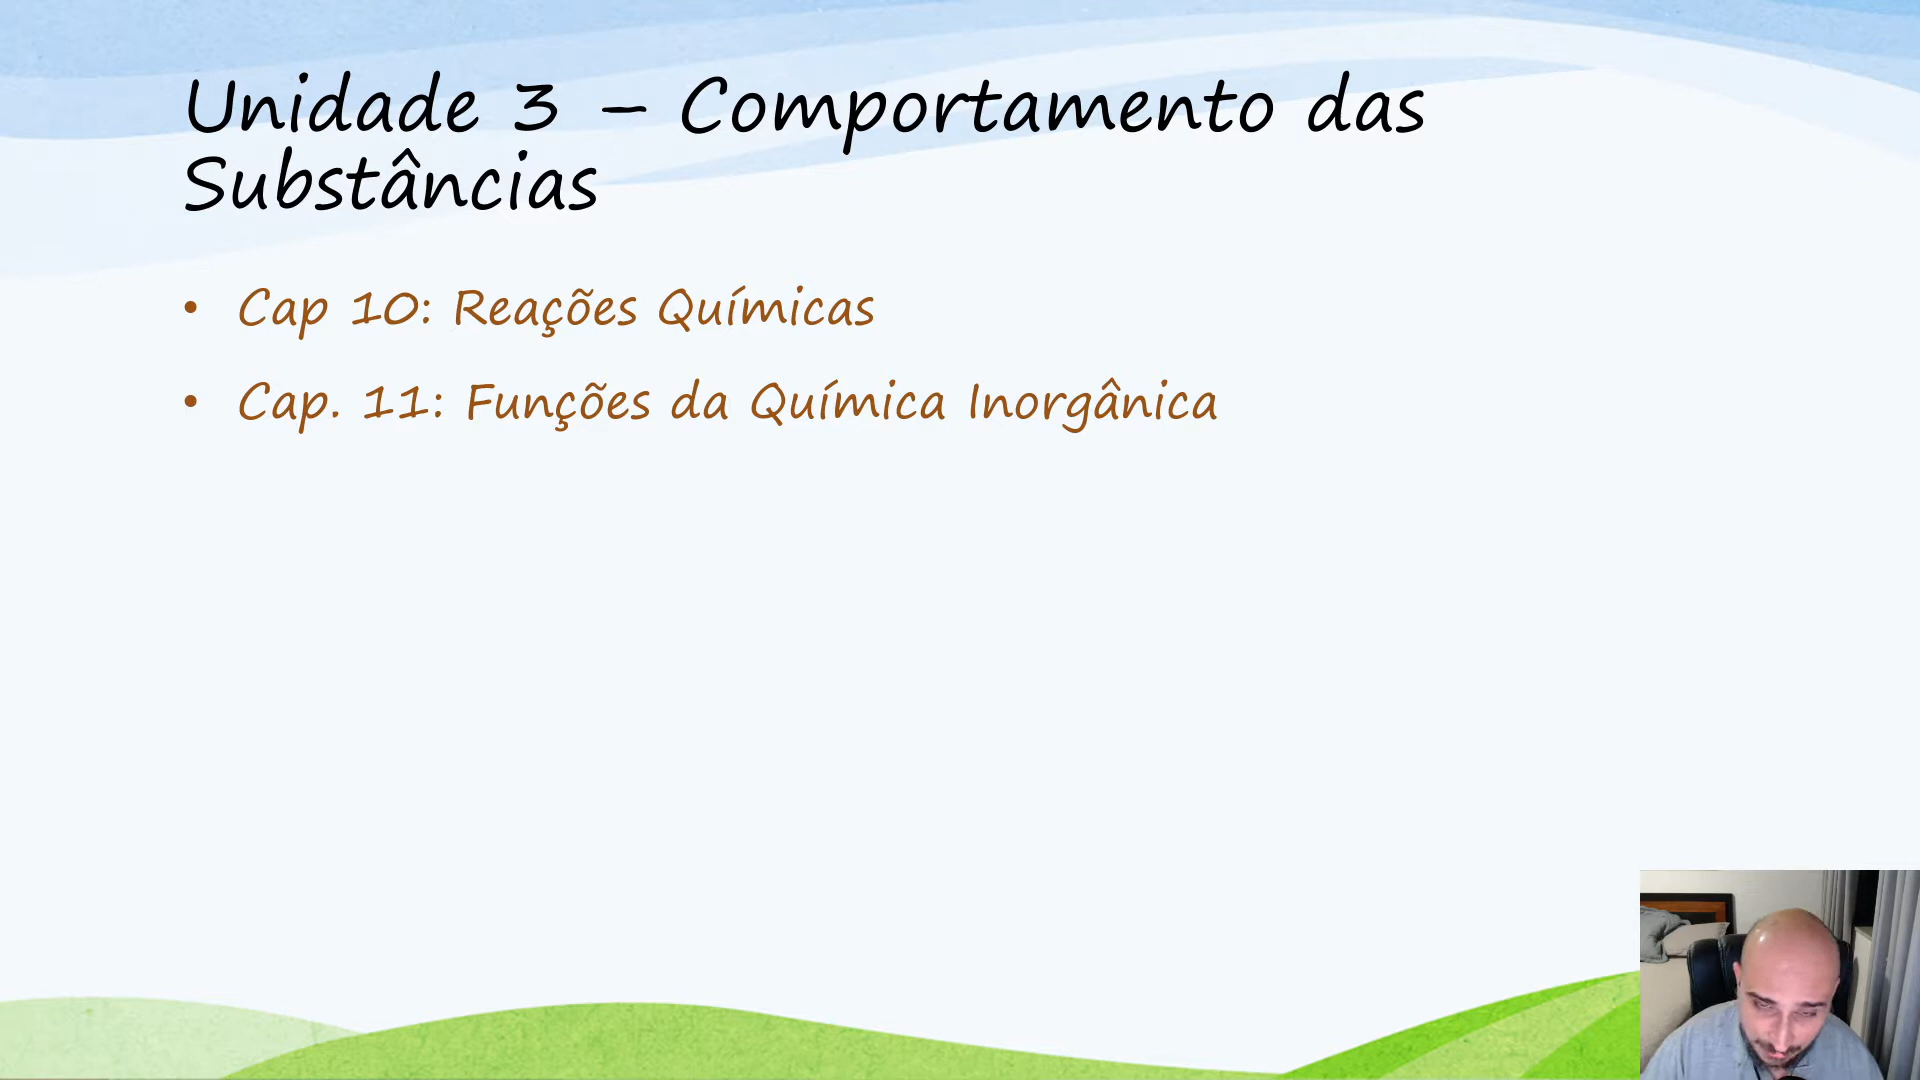 Unidade 3 – Comportamento das
Substâncias
• Cap 10: Reações Químicas
• Cap. 11: Funções da Química Inorgânica